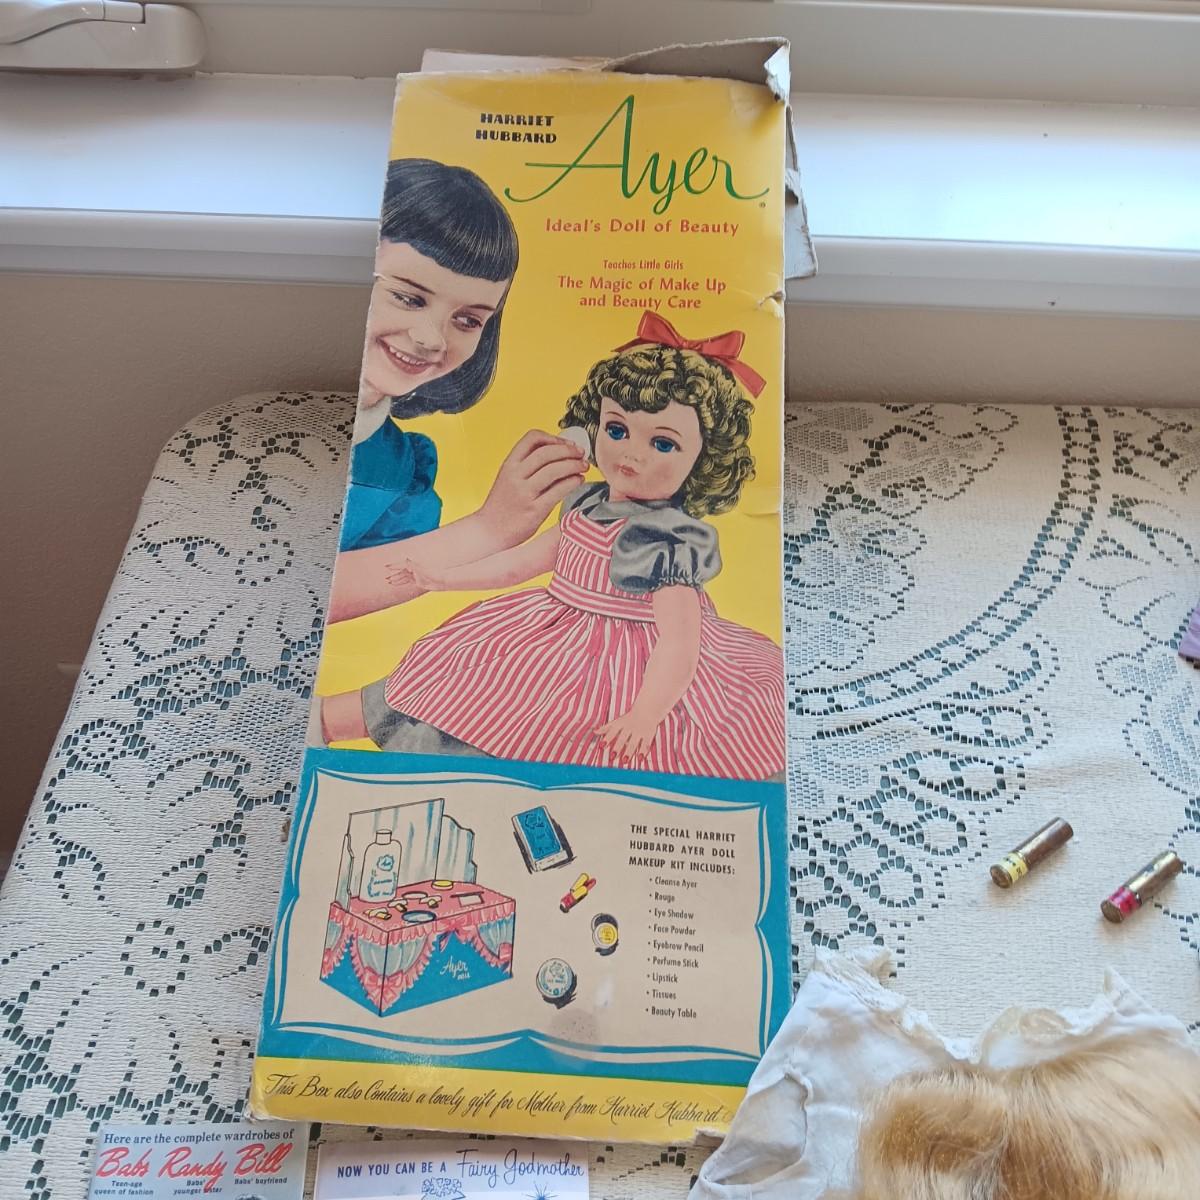 HARRIET
HUBBARD
Ayer
Ideal's Doll of Beauty
Teaches Little Girls
The Magic of Make Up
and Beauty Care
THE SPECIAL HARRIET
HUBBARD AYER DOLL
MAKEUP KIT INCLUDES:
• Cleanse Ayer
• Rouge
• Eye Shadow
• Face Powder
• Eyebrow Pencil
• Perfume Stick
• Lipstick
• Tissues
• Beauty Table
Ayer
This Box also Contains a lovely gift for Mother from Harriet Hubbard
Here are the complete wardrobes of
Babs Randy Bill
Teen-age queen of fashion
Babs' younger sister
Babs' boyfriend
NOW YOU CAN BE A Fairy Godmother